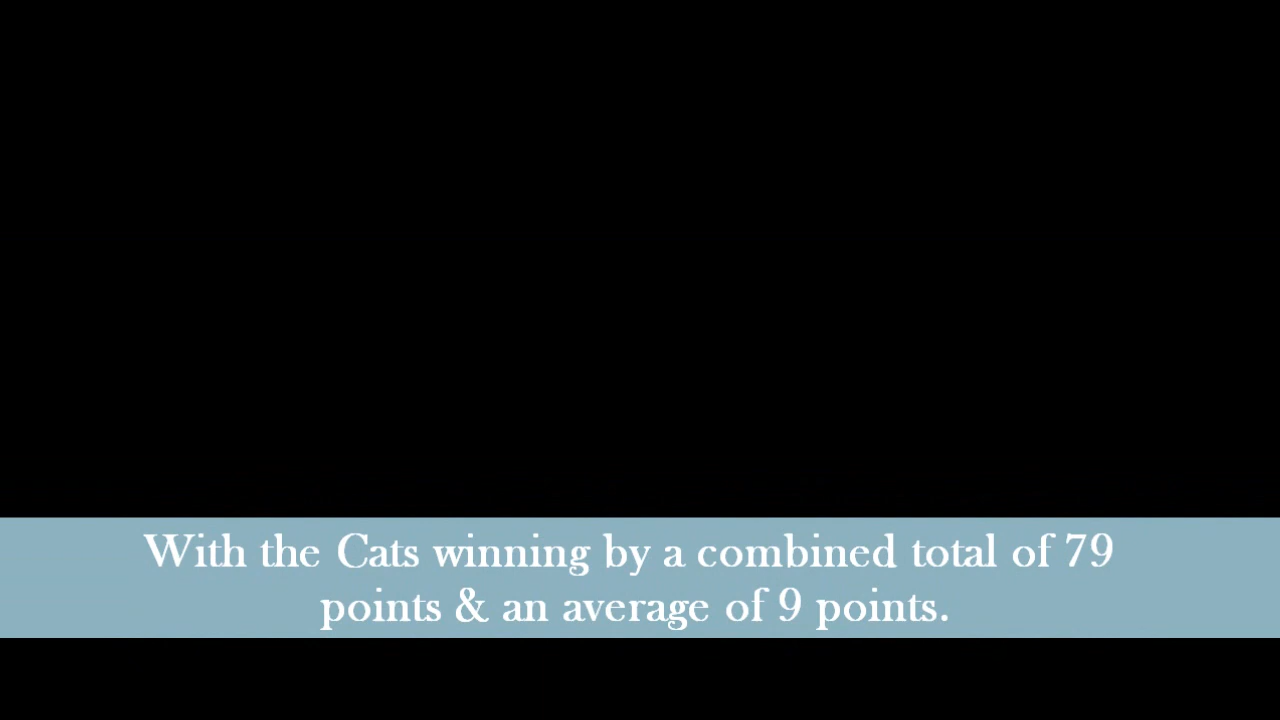 With the Cats winning by a combined total of 79
points & an average of 9 points.